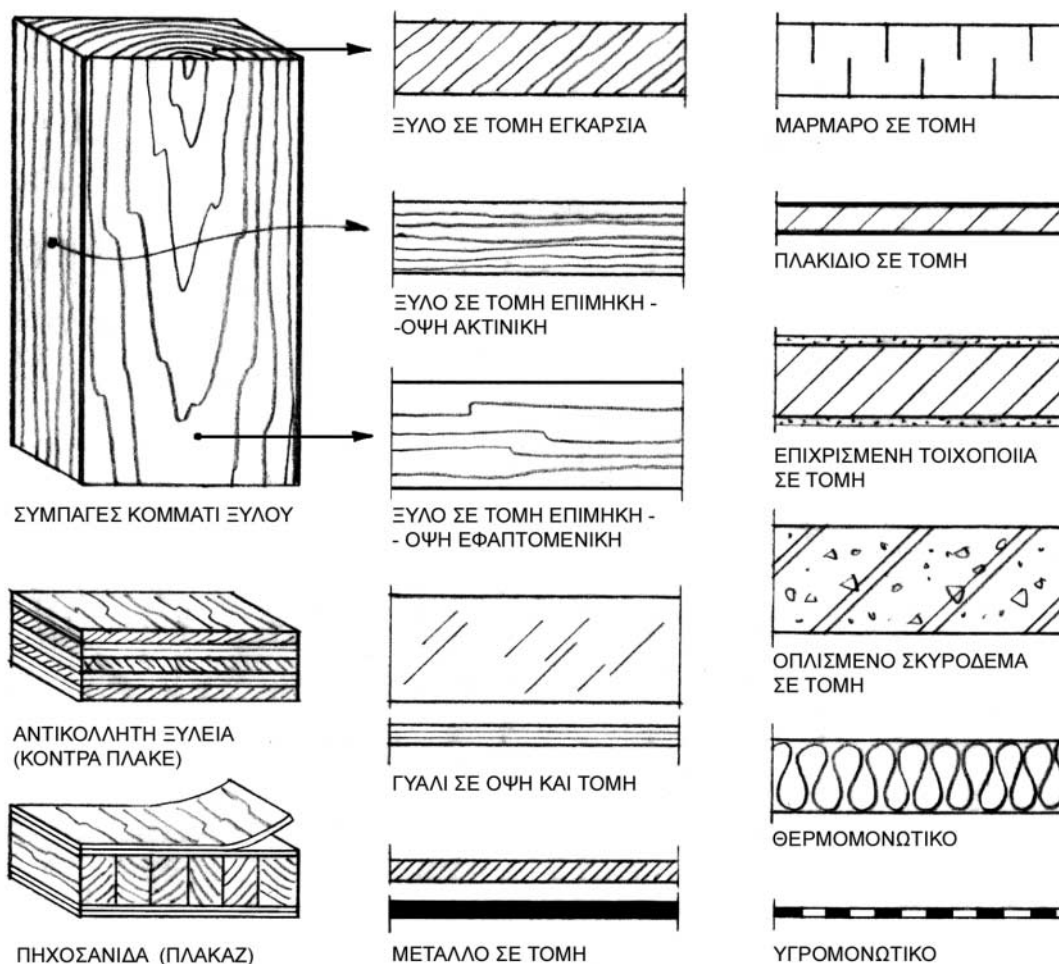 ΞΥΛΟ ΣΕ ΤΟΜΗ ΕΓΚΑΡΣΙΑ
ΞΥΛΟ ΣΕ ΤΟΜΗ ΕΠΙΜΗΚΗ -
-ΟΨΗ ΑΚΤΙΝΙΚΗ
ΣΥΜΠΑΓΕΣ ΚΟΜΜΑΤΙ ΞΥΛΟΥ
ΞΥΛΟ ΣΕ ΤΟΜΗ ΕΠΙΜΗΚΗ -
- ΟΨΗ ΕΦΑΠΤΟΜΕΝΙΚΗ
ΑΝΤΙΚΟΛΛΗΤΗ ΞΥΛΕΙΑ
(ΚΟΝΤΡΑ ΠΛΑΚΕ)
ΓΥΑΛΙ ΣΕ ΟΨΗ ΚΑΙ ΤΟΜΗ
ΠΗΧΟΣΑΝΙΔΑ (ΠΛΑΚΑΖ)
ΜΕΤΑΛΛΟ ΣΕ ΤΟΜΗ
ΜΑΡΜΑΡΟ ΣΕ ΤΟΜΗ
ΠΛΑΚΙΔΙΟ ΣΕ ΤΟΜΗ
ΕΠΙΧΡΙΣΜΕΝΗ ΤΟΙΧΟΠΟΙΙΑ
ΣΕ ΤΟΜΗ
ΟΠΛΙΣΜΕΝΟ ΣΚΥΡΟΔΕΜΑ
ΣΕ ΤΟΜΗ
ΘΕΡΜΟΜΟΝΩΤΙΚΟ
ΥΓΡΟΜΟΝΩΤΙΚΟ